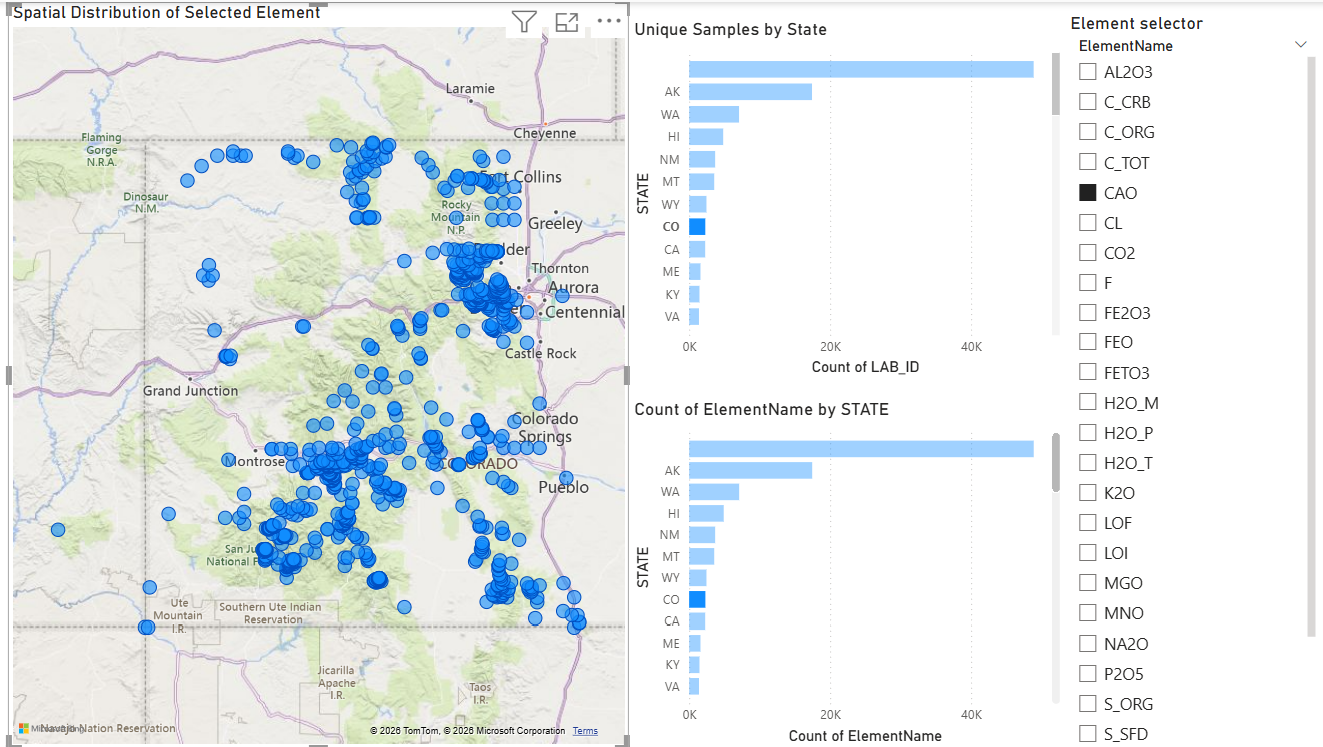 Spatial Distribution of Selected Element
Laramie
Cheyenne
Flaming
Gorge
N.R.A.
Dinosaur
N.M.
Fort Collins
Rocky
Mountain
N.P.
Greeley
Thornton
Aurora
Centennial
Castle Rock
Grand Junction
Colorado
Springs
Montrose
COLORADO
Pueblo
National
Ute
Mountain
I.R.
Southern Ute Indian
Reservation
Jicarilla
Apache
I.R.
Taos
I.R.
Navajo Nation Reservation
© 2026 TomTom, © 2026 Microsoft Corporation Terms
Unique Samples by State
STATE
AK
WA
HI
NM
MT
WY
CO
CA
ME
KY
VA
0K 20K 40K
Count of LAB_ID
Count of ElementName by STATE
STATE
AK
WA
HI
NM
MT
WY
CO
CA
ME
KY
VA
0K 20K 40K
Count of ElementName
Element selector
ElementName
AL2O3
C_CRB
C_ORG
C_TOT
CAO
CL
CO2
F
FE2O3
FEO
FETO3
H2O_M
H2O_P
H2O_T
K2O
LOF
LOI
MGO
MNO
NA2O
P2O5
S_ORG
S_SFD